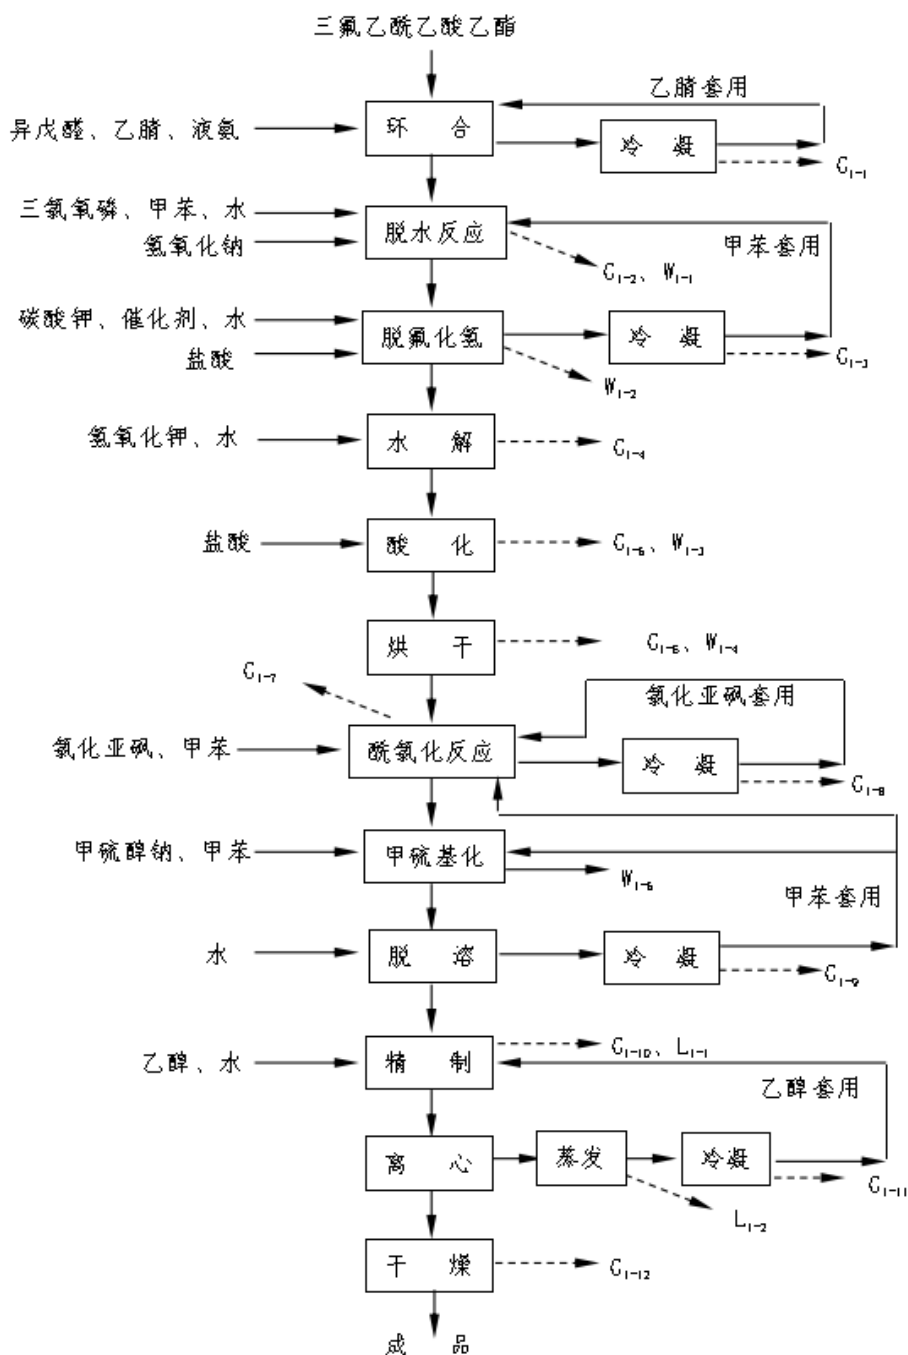 三氟乙酰乙酸乙酯
乙腈套用
异戊醛、乙腈、液氨
环 合
冷 凝
G₁₋₁
三氯氧磷、甲苯、水
氢氧化钠
脱水反应
甲苯套用
G₁₋₂、W₁₋₁
碳酸钾、催化剂、水
盐酸
脱氟化氢
冷 凝
G₁₋₃
W₁₋₂
氢氧化钾、水
水 解
G₁₋₄
盐酸
酸 化
G₁₋₅、W₁₋₃
烘 干
G₁₋₆、W₁₋₄
G₁₋₇
氯化亚砜套用
氯化亚砜、甲苯
酰氯化反应
冷 凝
G₁₋₈
甲硫醇钠、甲苯
甲硫基化
W₁₋₅
甲苯套用
水
脱 溶
冷 凝
G₁₋₉
乙醇、水
精 制
G₁₋₁₀、L₁₋₁
乙醇套用
离 心
蒸发
冷凝
G₁₋₁₁
L₁₋₂
干 燥
G₁₋₁₂
成 品